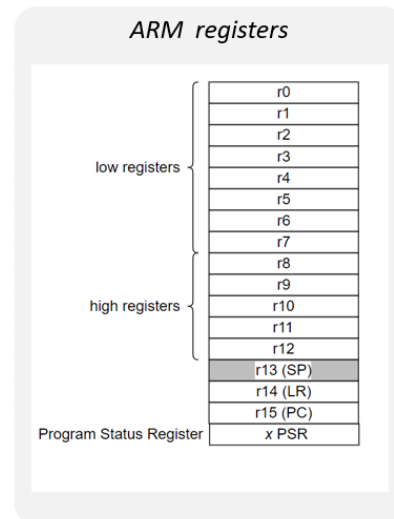 ARM registers
r0
r1
r2
r3
low registers
r4
r5
r6
r7
r8
r9
high registers
r10
r11
r12
r13 (SP)
r14 (LR)
r15 (PC)
Program Status Register
x PSR